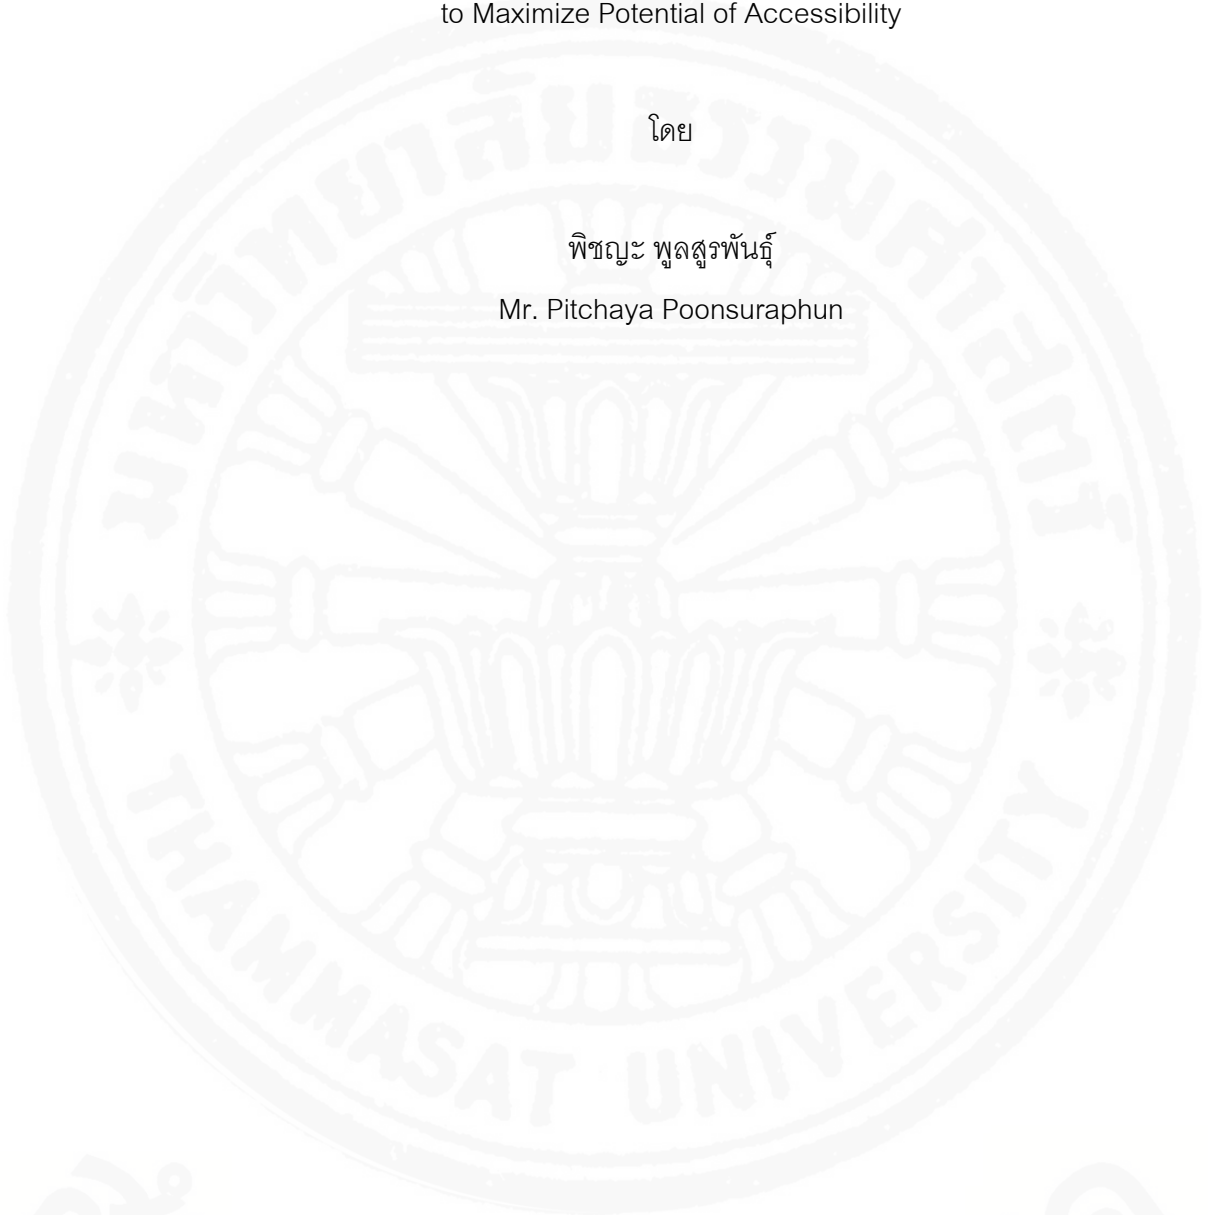 to Maximize Potential of Accessibility
โดย
พิชญะ พูลสูรพันธุ์
Mr. Pitchaya Poonsuraphun
มหาวิทยาลัยธรรมศาสตร์
THAMMASAT UNIVERSITY